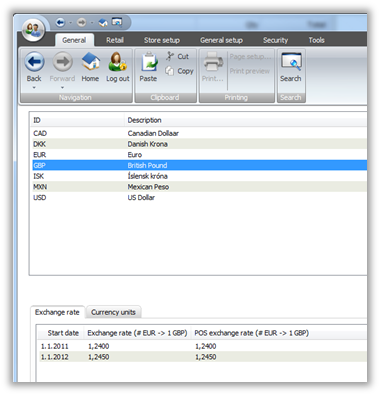 General Retail Store setup General setup Security Tools
Back Forward Home Log out Paste Cut Copy Print... Page setup... Print preview Search
Navigation Clipboard Printing Search
ID Description
CAD Canadian Dollaar
DKK Danish Krona
EUR Euro
GBP British Pound
ISK Íslensk króna
MXN Mexican Peso
USD US Dollar
Exchange rate Currency units
Start date Exchange rate (# EUR -> 1 GBP) POS exchange rate (# EUR -> 1 GBP)
1.1.2011 1,2400 1,2400
1.1.2012 1,2450 1,2450